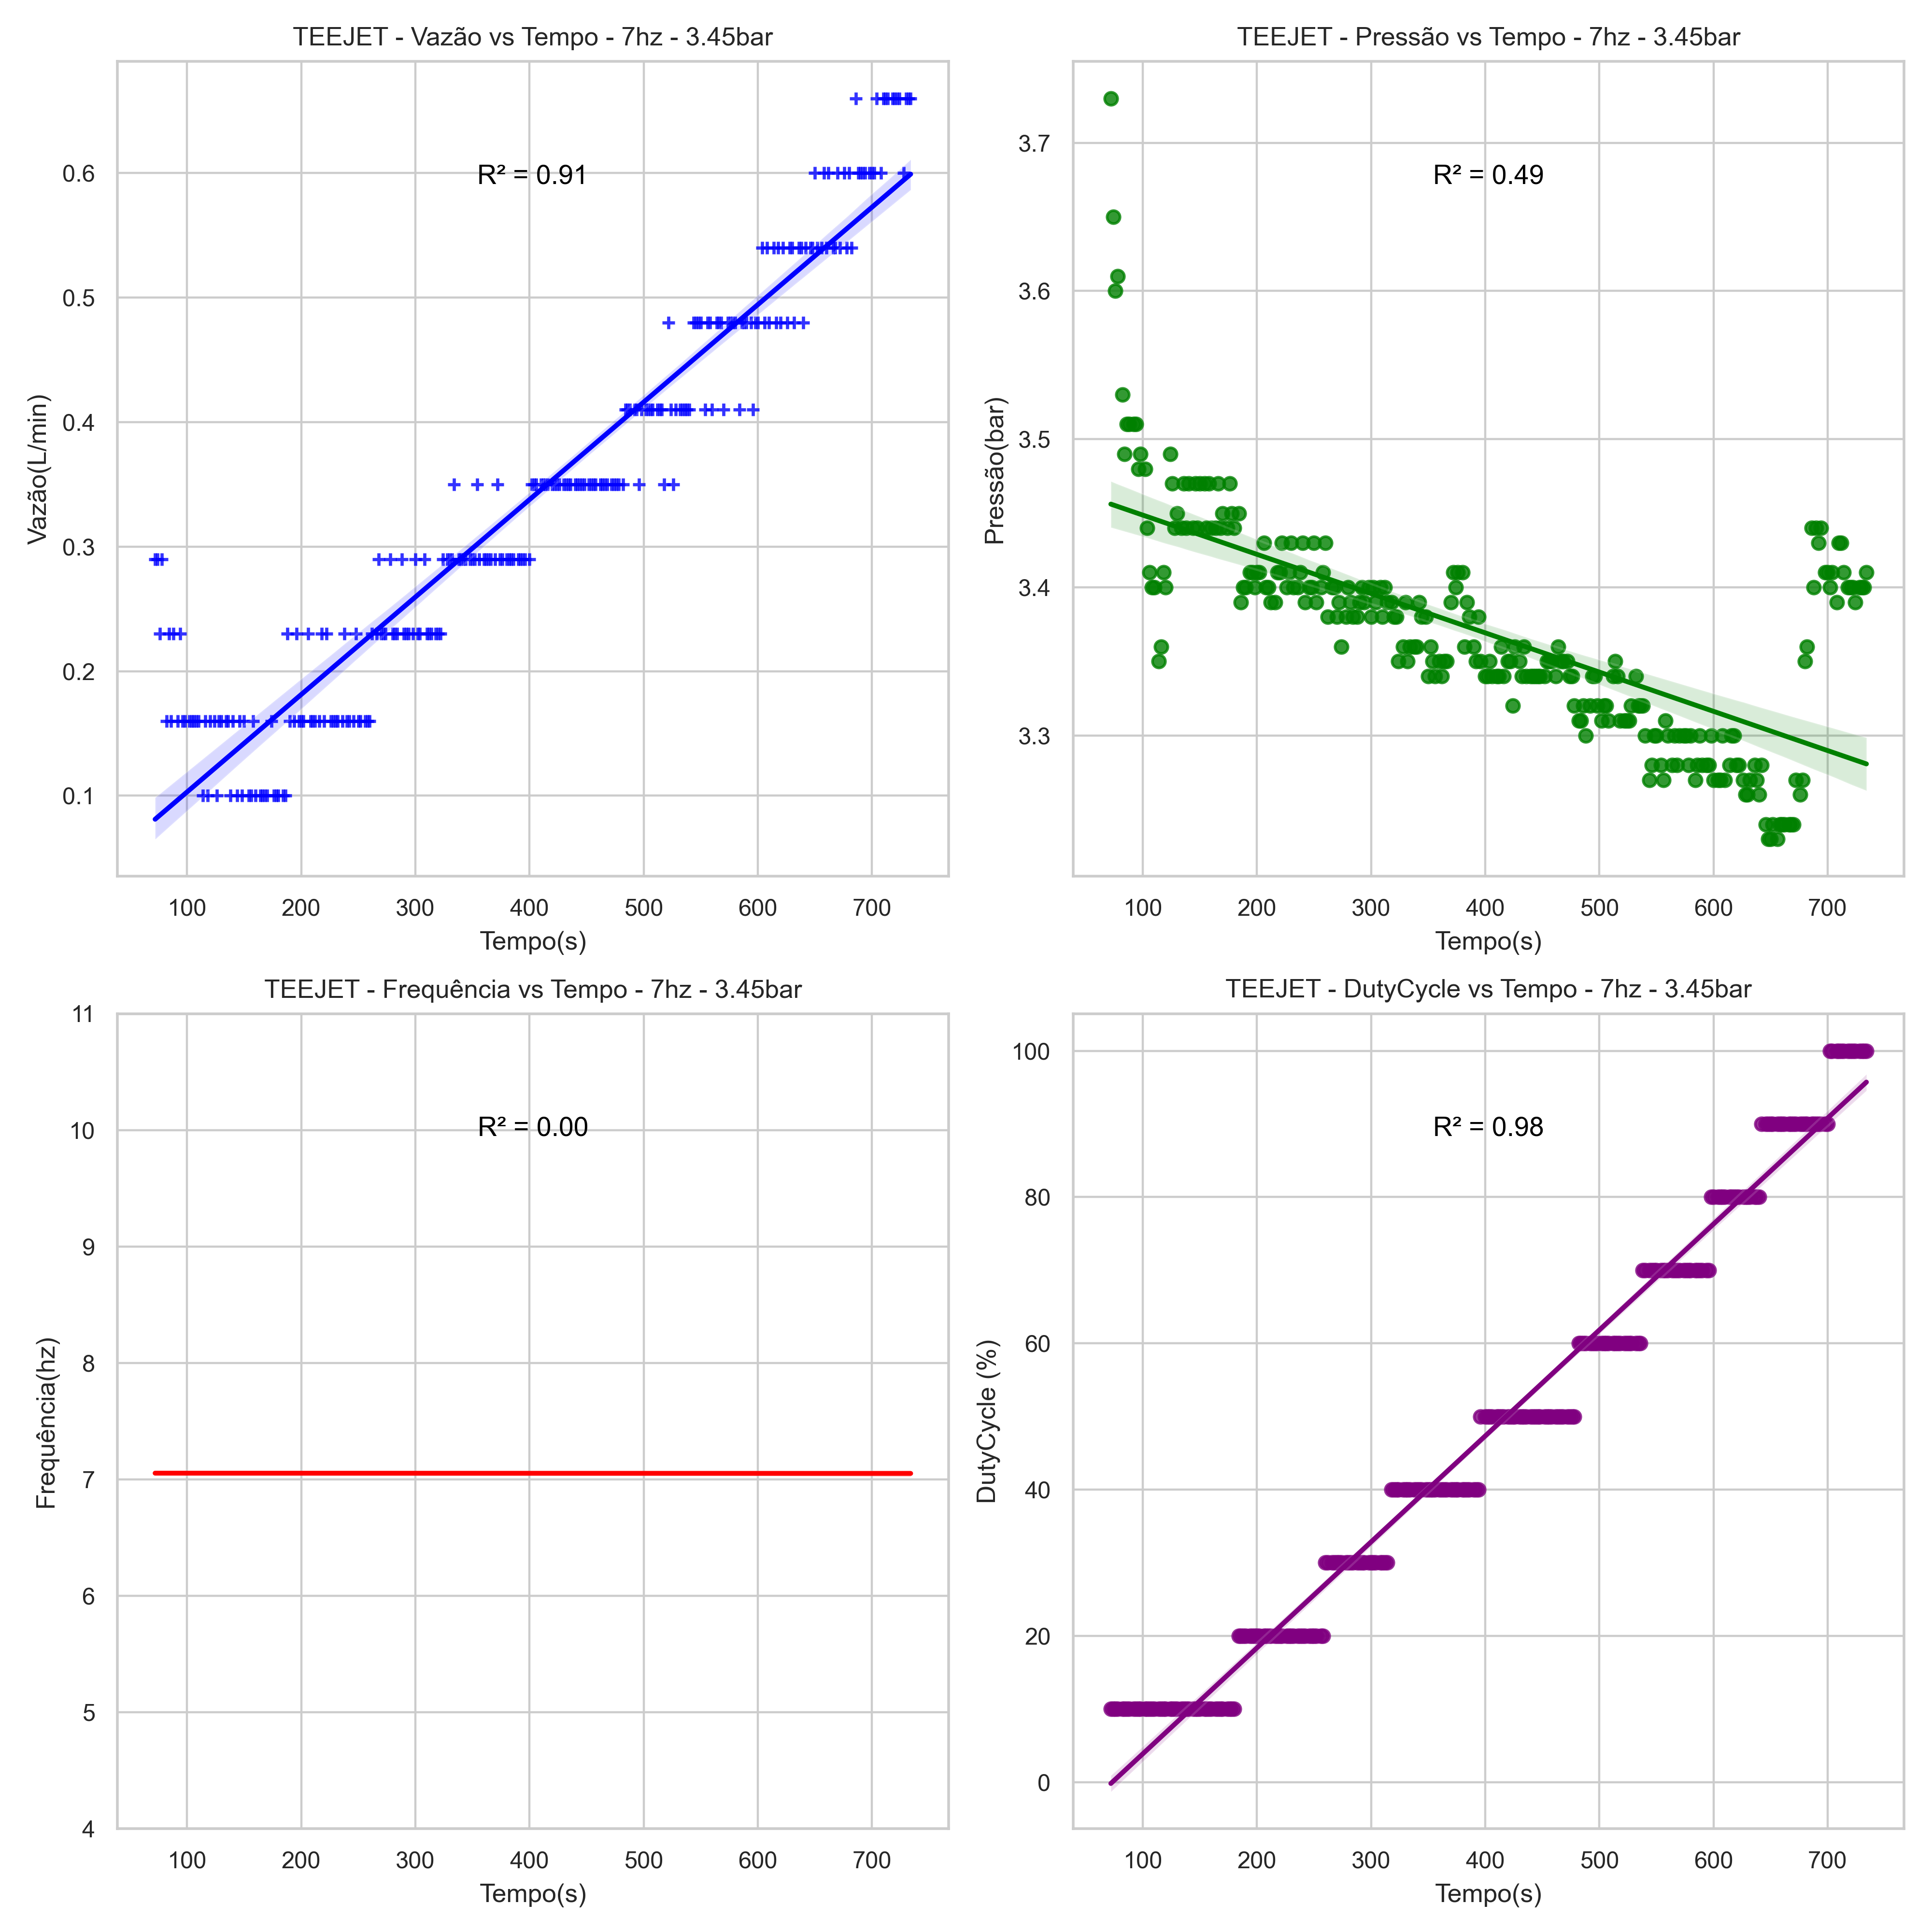 TEEJET - Vazão vs Tempo - 7hz - 3.45bar
R² = 0.91
Vazão(L/min)
0.6
0.5
0.4
0.3
0.2
0.1
100 200 300 400 500 600 700
Tempo(s)
TEEJET - Pressão vs Tempo - 7hz - 3.45bar
R² = 0.49
Pressão(bar)
3.7
3.6
3.5
3.4
3.3
100 200 300 400 500 600 700
Tempo(s)
TEEJET - Frequência vs Tempo - 7hz - 3.45bar
R² = 0.00
Frequência(hz)
11
10
9
8
7
6
5
4
100 200 300 400 500 600 700
Tempo(s)
TEEJET - DutyCycle vs Tempo - 7hz - 3.45bar
R² = 0.98
DutyCycle (%)
100
80
60
40
20
0
100 200 300 400 500 600 700
Tempo(s)